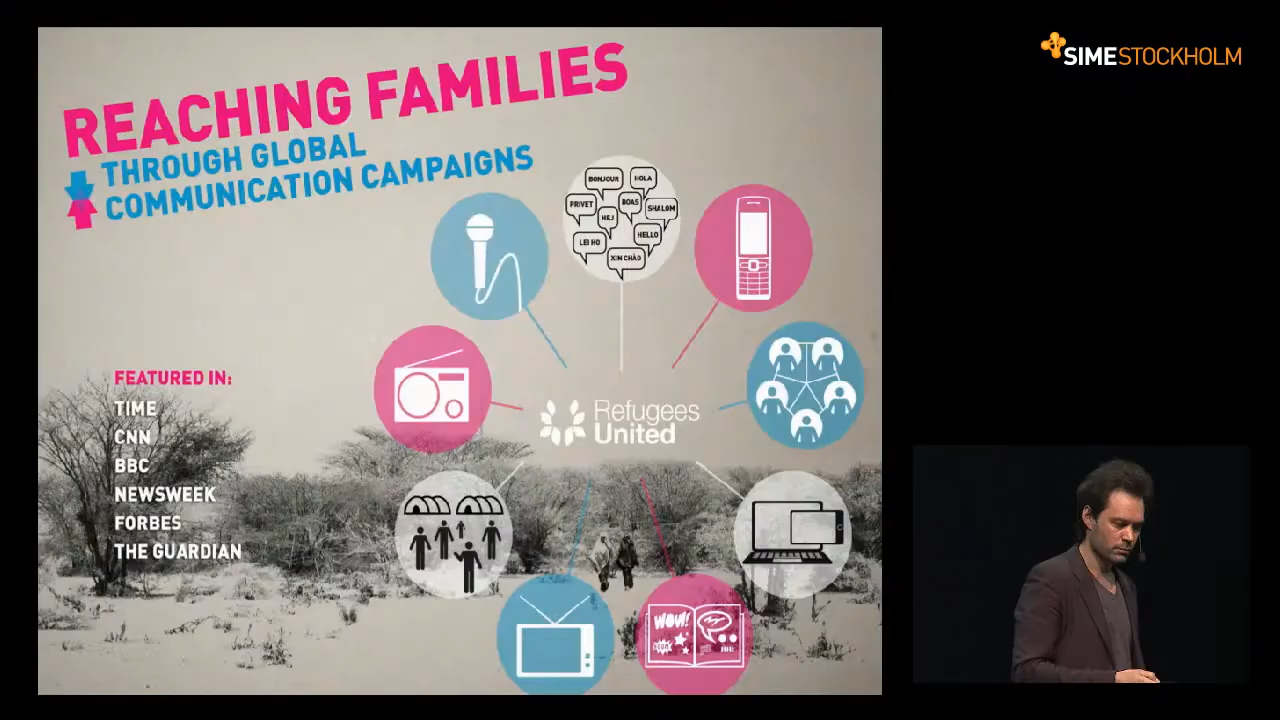 REACHING FAMILIES
THROUGH GLOBAL
COMMUNICATION CAMPAIGNS
SIMESTOCKHOLM
BONJOUR
HOLA
PRIVET
BOAS
SHALOM
HEJ
LEI HO
HELLO
XIN CHÀO
FEATURED IN:
TIME
CNN
BBC
NEWSWEEK
FORBES
THE GUARDIAN
Refugees
United
WOW!